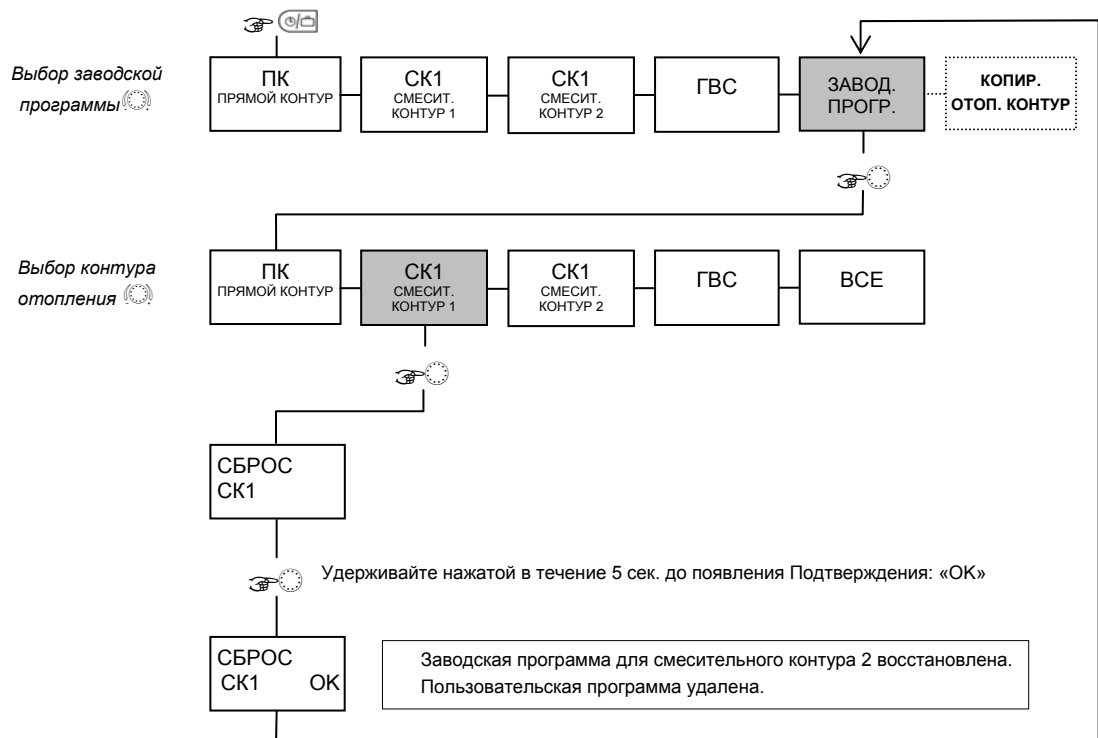 Выбор заводской
программы
ПК
ПРЯМОЙ КОНТУР
СК1
СМЕСИТ.
КОНТУР 1
СК1
СМЕСИТ.
КОНТУР 2
ГВС
ЗАВОД.
ПРОГР.
КОПИР.
ОТОП. КОНТУР
Выбор контура
отопления
ПК
ПРЯМОЙ КОНТУР
СК1
СМЕСИТ.
КОНТУР 1
СК1
СМЕСИТ.
КОНТУР 2
ГВС
ВСЕ
СБРОС
СК1
Удерживайте нажатой в течение 5 сек. до появления Подтверждения: «ОК»
СБРОС
СК1 ОК
Заводская программа для смесительного контура 2 восстановлена.
Пользовательская программа удалена.